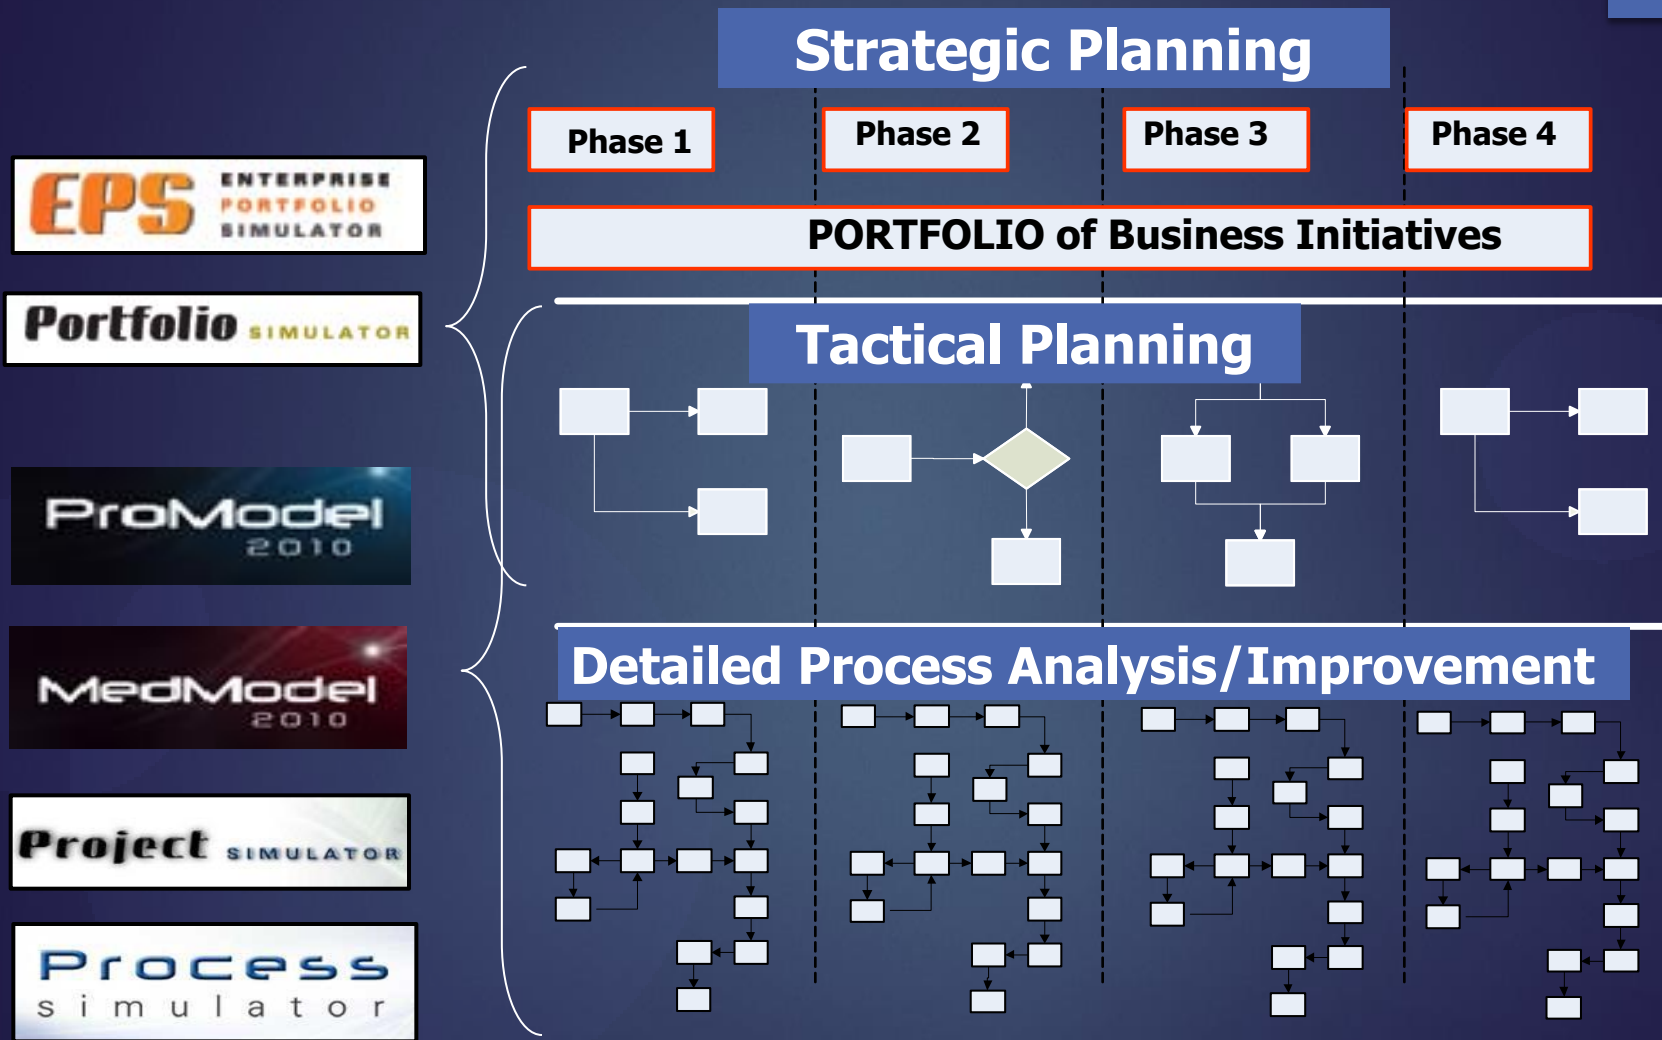 Strategic Planning
Phase 1
Phase 2
Phase 3
Phase 4
EPS
ENTERPRISE
PORTFOLIO
SIMULATOR
PORTFOLIO of Business Initiatives
Portfolio SIMULATOR
Tactical Planning
ProModel
2010
MedModel
2010
Detailed Process Analysis/Improvement
Project SIMULATOR
Process
simulator